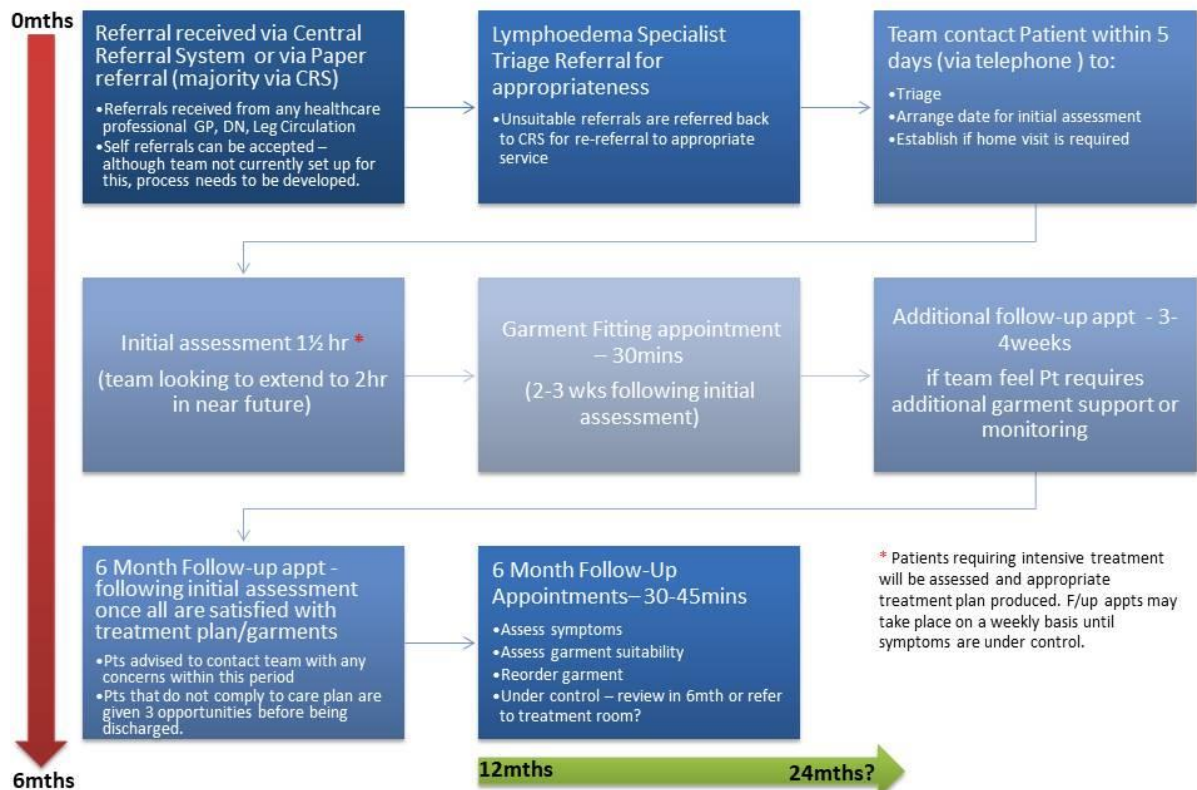 0mths
Referral received via Central
Referral System or via Paper
referral (majority via CRS)
•Referrals received from any healthcare
professional GP, DN, Leg Circulation
•Self referrals can be accepted –
although team not currently set up for
this, process needs to be developed.
Lymphoedema Specialist
Triage Referral for
appropriateness
•Unsuitable referrals are referred back
to CRS for re-referral to appropriate
service
Team contact Patient within 5
days (via telephone ) to:
•Triage
•Arrange date for initial assessment
•Establish if home visit is required
Initial assessment 1½ hr *
(team looking to extend to 2hr
in near future)
Garment Fitting appointment
– 30mins
(2-3 wks following initial
assessment)
Additional follow-up appt - 3-
4weeks
if team feel Pt requires
additional garment support or
monitoring
6 Month Follow-up appt -
following initial assessment
once all are satisfied with
treatment plan/garments
•Pts advised to contact team with any
concerns within this period
•Pts that do not comply to care plan are
given 3 opportunities before being
discharged.
6 Month Follow-Up
Appointments– 30-45mins
•Assess symptoms
•Assess garment suitability
•Reorder garment
•Under control – review in 6mth or refer
to treatment room?
* Patients requiring intensive treatment
will be assessed and appropriate
treatment plan produced. F/up appts may
take place on a weekly basis until
symptoms are under control.
6mths
12mths
24mths?